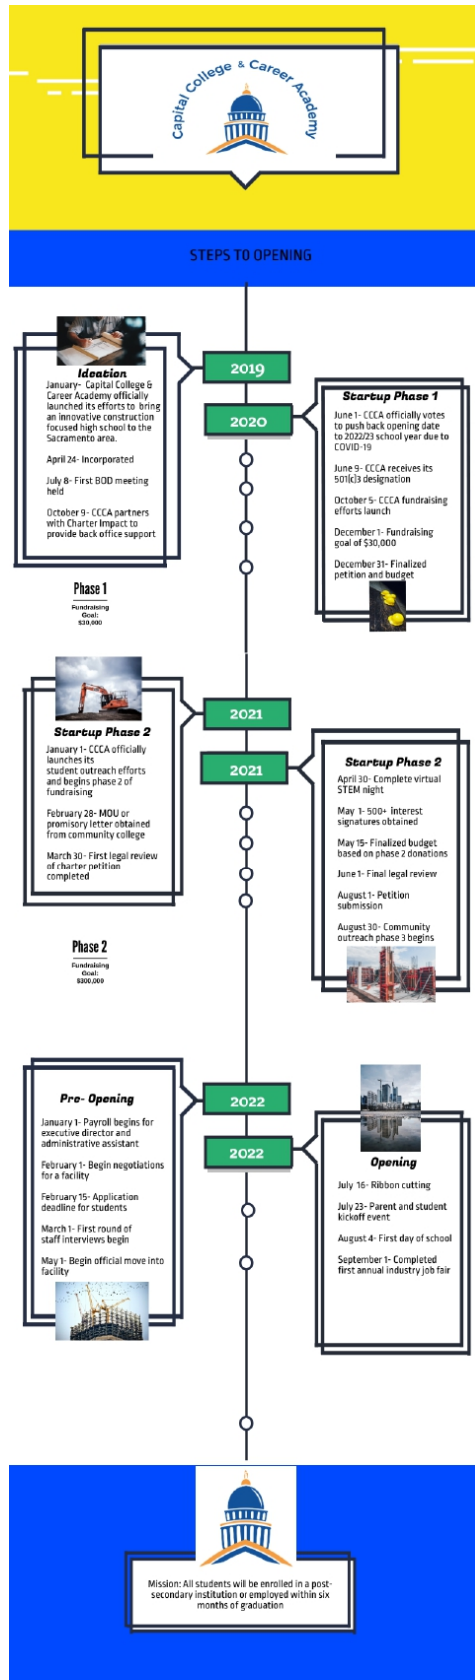 Capital College & Career Academy
STEPS TO OPENING
2019
Ideation
January- Capital College &
Career Academy officially
launched its efforts to bring
an innovative construction
focused high school to the
Sacramento area.
April 24- Incorporated
July 8- First BOD meeting
held
October 9- CCCA partners
with Charter Impact to
provide back office support
2020
Startup Phase 1
June 1- CCCA officially votes
to push back opening date
to 2022/23 school year due to
COVID-19
June 9- CCCA receives its
501(c)3 designation
October 5- CCCA fundraising
efforts launch
December 1- Fundraising
goal of $30,000
December 31- Finalized
petition and budget
Phase 1
Fundraising
Goal:
$30,000
2021
Startup Phase 2
January 1- CCCA officially
launches its
student outreach efforts
and begins phase 2 of
fundraising
February 28- MOU or
promisory letter obtained
from community college
March 30- First legal review
of charter petition
completed
2021
Startup Phase 2
April 30- Complete virtual
STEM night
May 1- 500+ interest
signatures obtained
May 15- Finalized budget
based on phase 2 donations
June 1- Final legal review
August 1- Petition
submission
August 30- Community
outreach phase 3 begins
Phase 2
Fundraising
Goal:
$300,000
2022
Pre- Opening
January 1- Payroll begins for
executive director and
administrative assistant
February 1- Begin negotiations
for a facility
February 15- Application
deadline for students
March 1- First round of
staff interviews begin
May 1- Begin official move into
facility
2022
Opening
July 16- Ribbon cutting
July 23- Parent and student
kickoff event
August 4- First day of school
September 1- Completed
first annual industry job fair
Mission: All students will be enrolled in a post-
secondary institution or employed within six
months of graduation